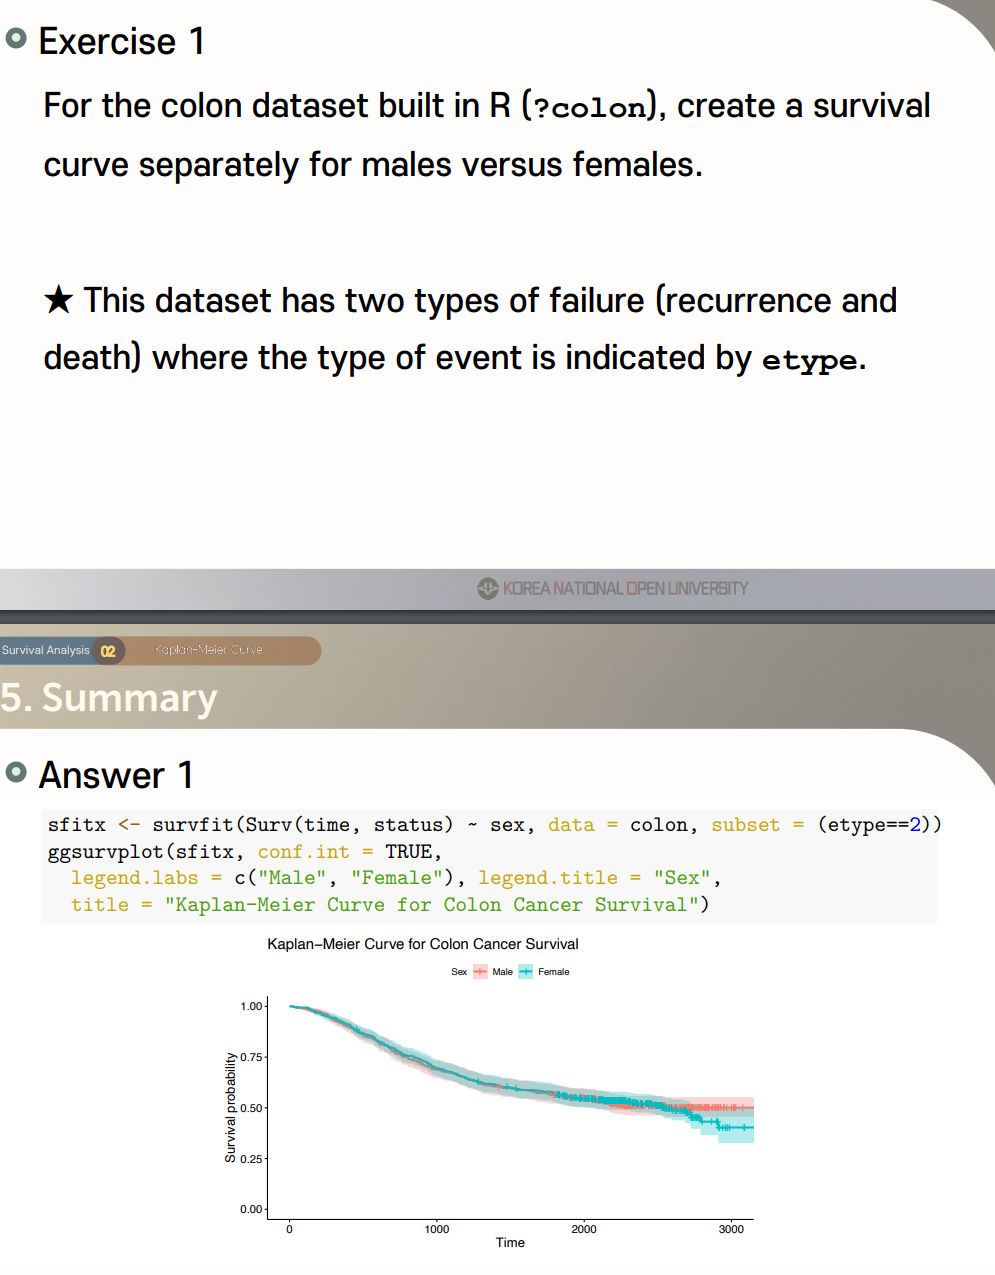 Exercise 1
For the colon dataset built in R (?colon), create a survival
curve separately for males versus females.
★ This dataset has two types of failure (recurrence and
death) where the type of event is indicated by etype.
KOREA NATIONAL OPEN UNIVERSITY
Survival Analysis 02 Kaplan-Meier Curve
5. Summary
Answer 1
sfitx <- survfit(Surv(time, status) ~ sex, data = colon, subset = (etype==2))
ggsurvplot(sfitx, conf.int = TRUE,
legend.labs = c("Male", "Female"), legend.title = "Sex",
title = "Kaplan-Meier Curve for Colon Cancer Survival")
Kaplan−Meier Curve for Colon Cancer Survival
Sex Male Female
Survival probability
1.00
0.75
0.50
0.25
0.00
0 1000 2000 3000
Time